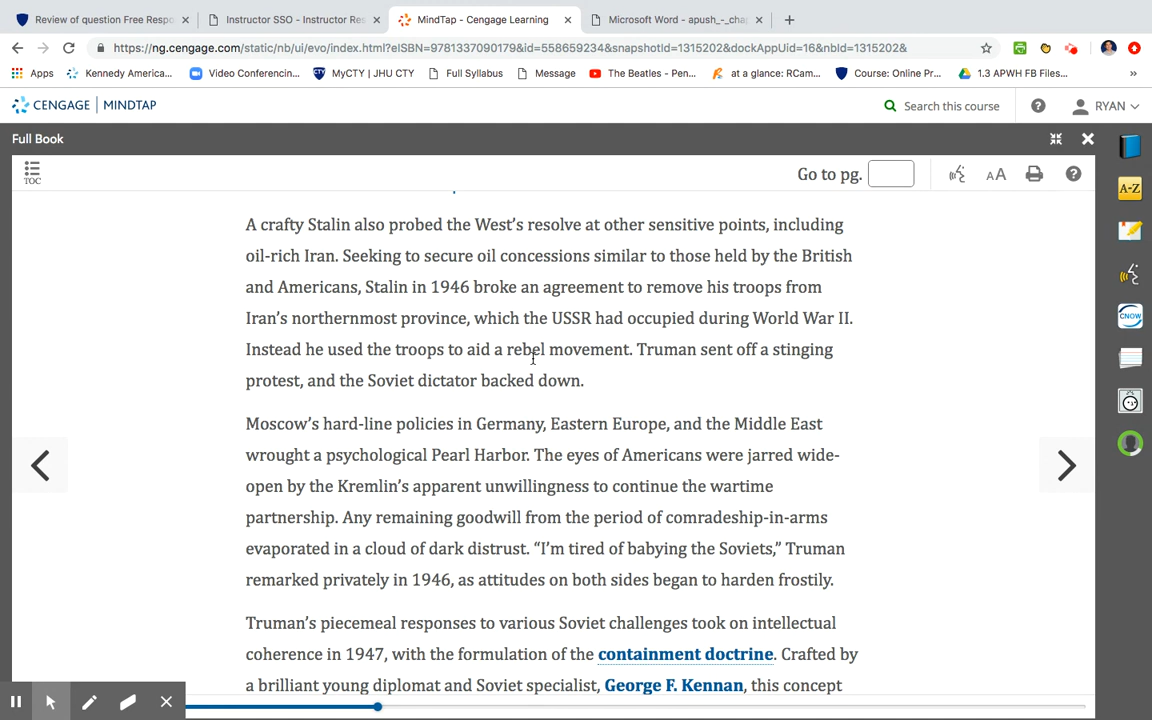 Review of question Free Respo
Instructor SSO - Instructor Res
MindTap - Cengage Learning
Microsoft Word - apush_-_chap
https://ng.cengage.com/static/nb/ui/evo/index.html?eISBN=9781337090179&id=558659234&snapshotId=1315202&dockAppUid=16&nbId=1315202&
Apps
Kennedy America...
Video Conferencin...
CTY MyCTY | JHU CTY
Full Syllabus
Message
The Beatles - Pen...
at a glance: RCam...
Course: Online Pr...
1.3 APWH FB Files...
CENGAGE | MINDTAP
Search this course
RYAN
Full Book
TOC
Go to pg.
AA
A-Z
CNOW
A crafty Stalin also probed the West’s resolve at other sensitive points, including
oil-rich Iran. Seeking to secure oil concessions similar to those held by the British
and Americans, Stalin in 1946 broke an agreement to remove his troops from
Iran’s northernmost province, which the USSR had occupied during World War II.
Instead he used the troops to aid a rebel movement. Truman sent off a stinging
protest, and the Soviet dictator backed down.
Moscow’s hard-line policies in Germany, Eastern Europe, and the Middle East
wrought a psychological Pearl Harbor. The eyes of Americans were jarred wide-
open by the Kremlin’s apparent unwillingness to continue the wartime
partnership. Any remaining goodwill from the period of comradeship-in-arms
evaporated in a cloud of dark distrust. “I’m tired of babying the Soviets,” Truman
remarked privately in 1946, as attitudes on both sides began to harden frostily.
Truman’s piecemeal responses to various Soviet challenges took on intellectual
coherence in 1947, with the formulation of the containment doctrine. Crafted by
a brilliant young diplomat and Soviet specialist, George F. Kennan, this concept